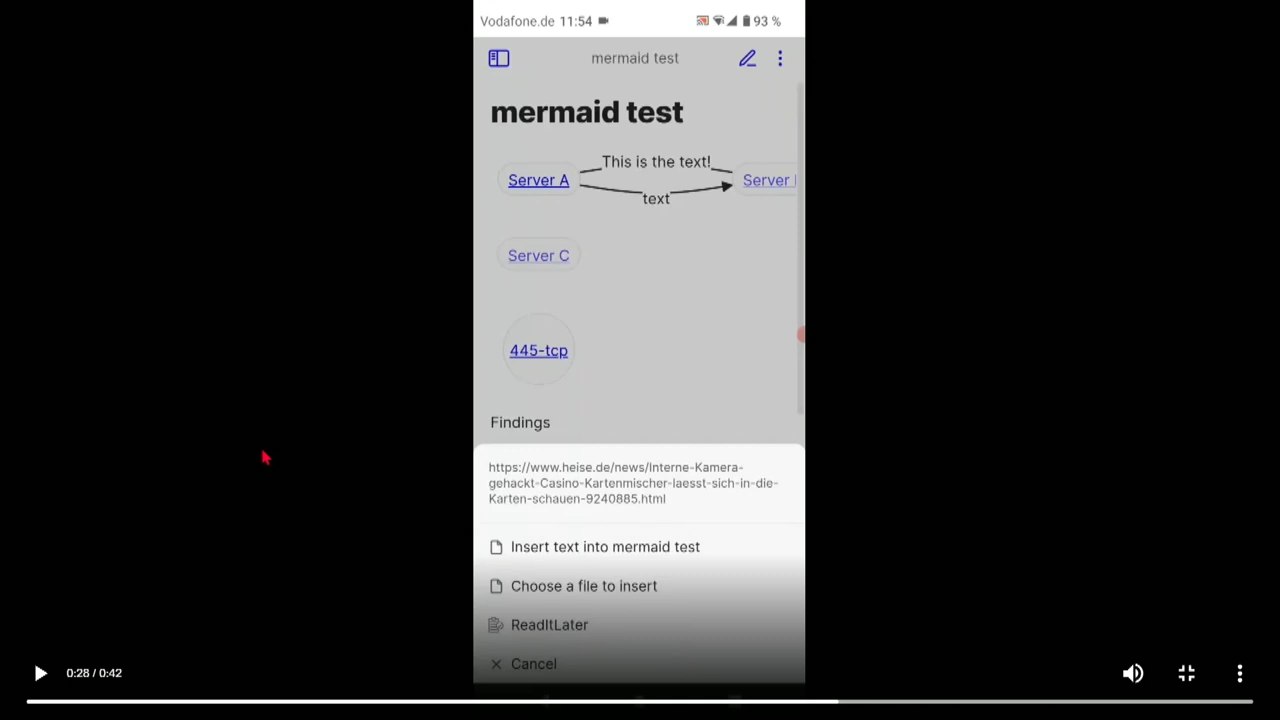 Vodafone.de 11:54 93 %
mermaid test
mermaid test
This is the text!
Server A Server
text
Server C
445-tcp
Findings
https://www.heise.de/news/Interne-Kamera-
gehackt-Casino-Kartenmischer-laesst-sich-in-die-
Karten-schauen-9240885.html
Insert text into mermaid test
Choose a file to insert
ReadItLater
Cancel
0:28 / 0:42